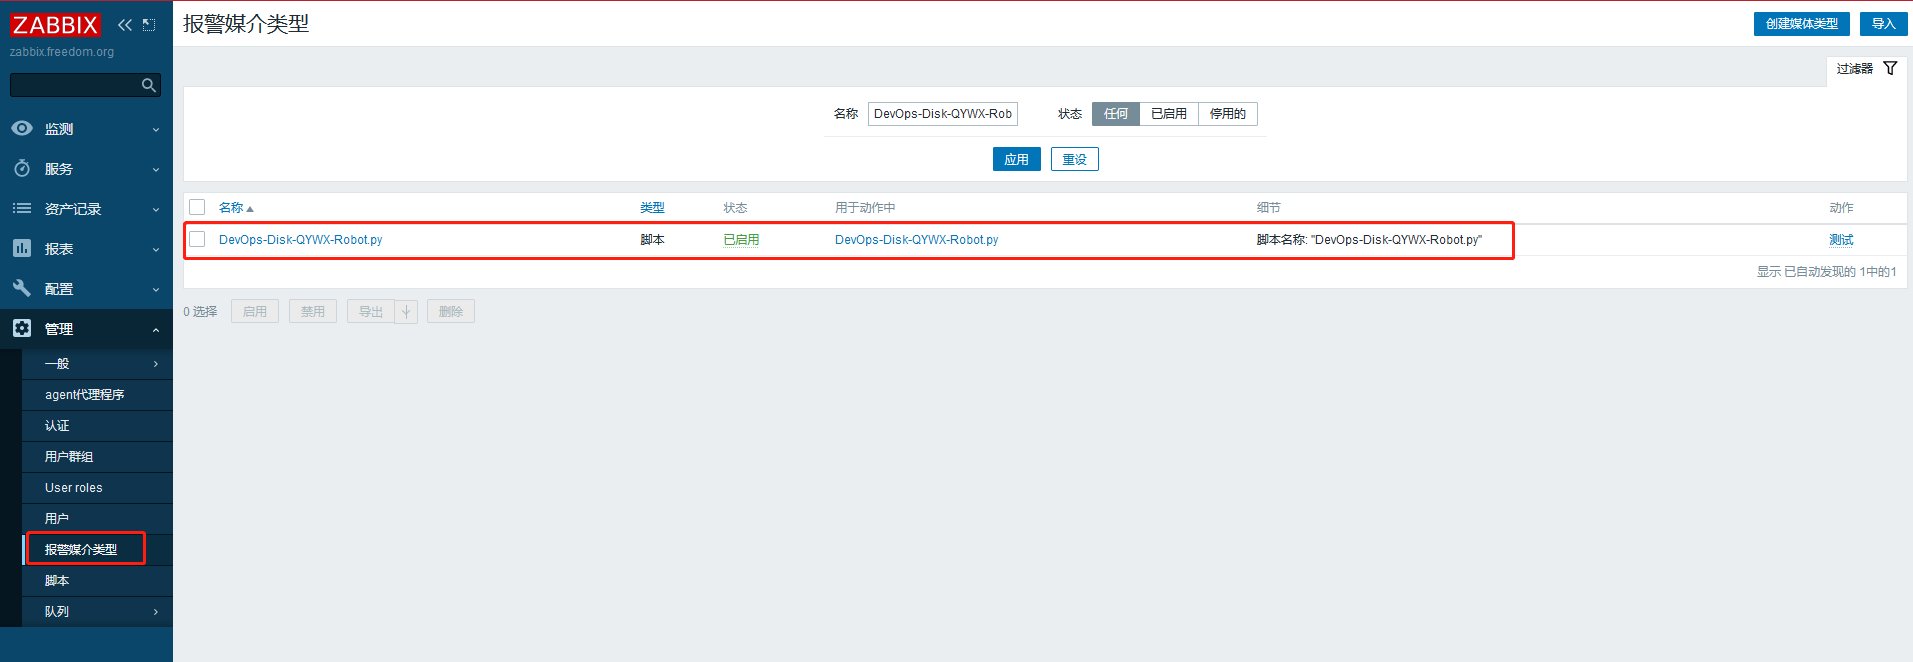 ZABBIX
zabbix.freedom.org
监测
服务
资产记录
报表
配置
管理
一般
agent代理程序
认证
用户群组
User roles
用户
报警媒介类型
脚本
队列
报警媒介类型
创建媒体类型 导入
过滤器
名称 DevOps-Disk-QYWX-Rob 状态 任何 已启用 停用的
应用 重设
名称 类型 状态 用于动作中 细节 动作
DevOps-Disk-QYWX-Robot.py 脚本 已启用 DevOps-Disk-QYWX-Robot.py 脚本名称: "DevOps-Disk-QYWX-Robot.py" 测试
显示 已自动发现的 1中的1
0 选择 启用 禁用 导出 删除